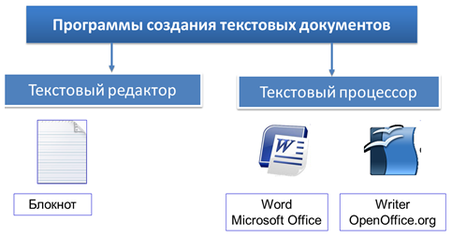 Программы создания текстовых документов
Текстовый редактор
Текстовый процессор
W
Блокнот
Word
Microsoft Office
Writer
OpenOffice.org